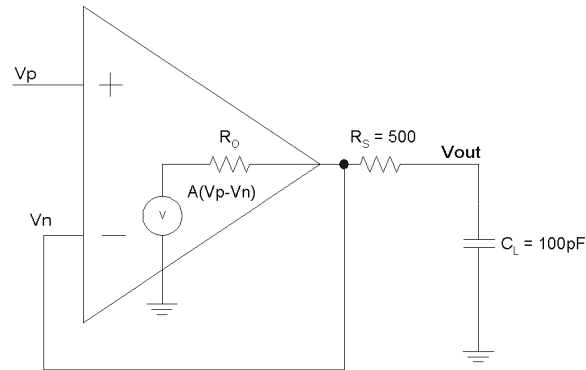 Vp
+
R_O
R_S = 500
Vout
A(Vp-Vn)
V
Vn
—
C_L = 100pF